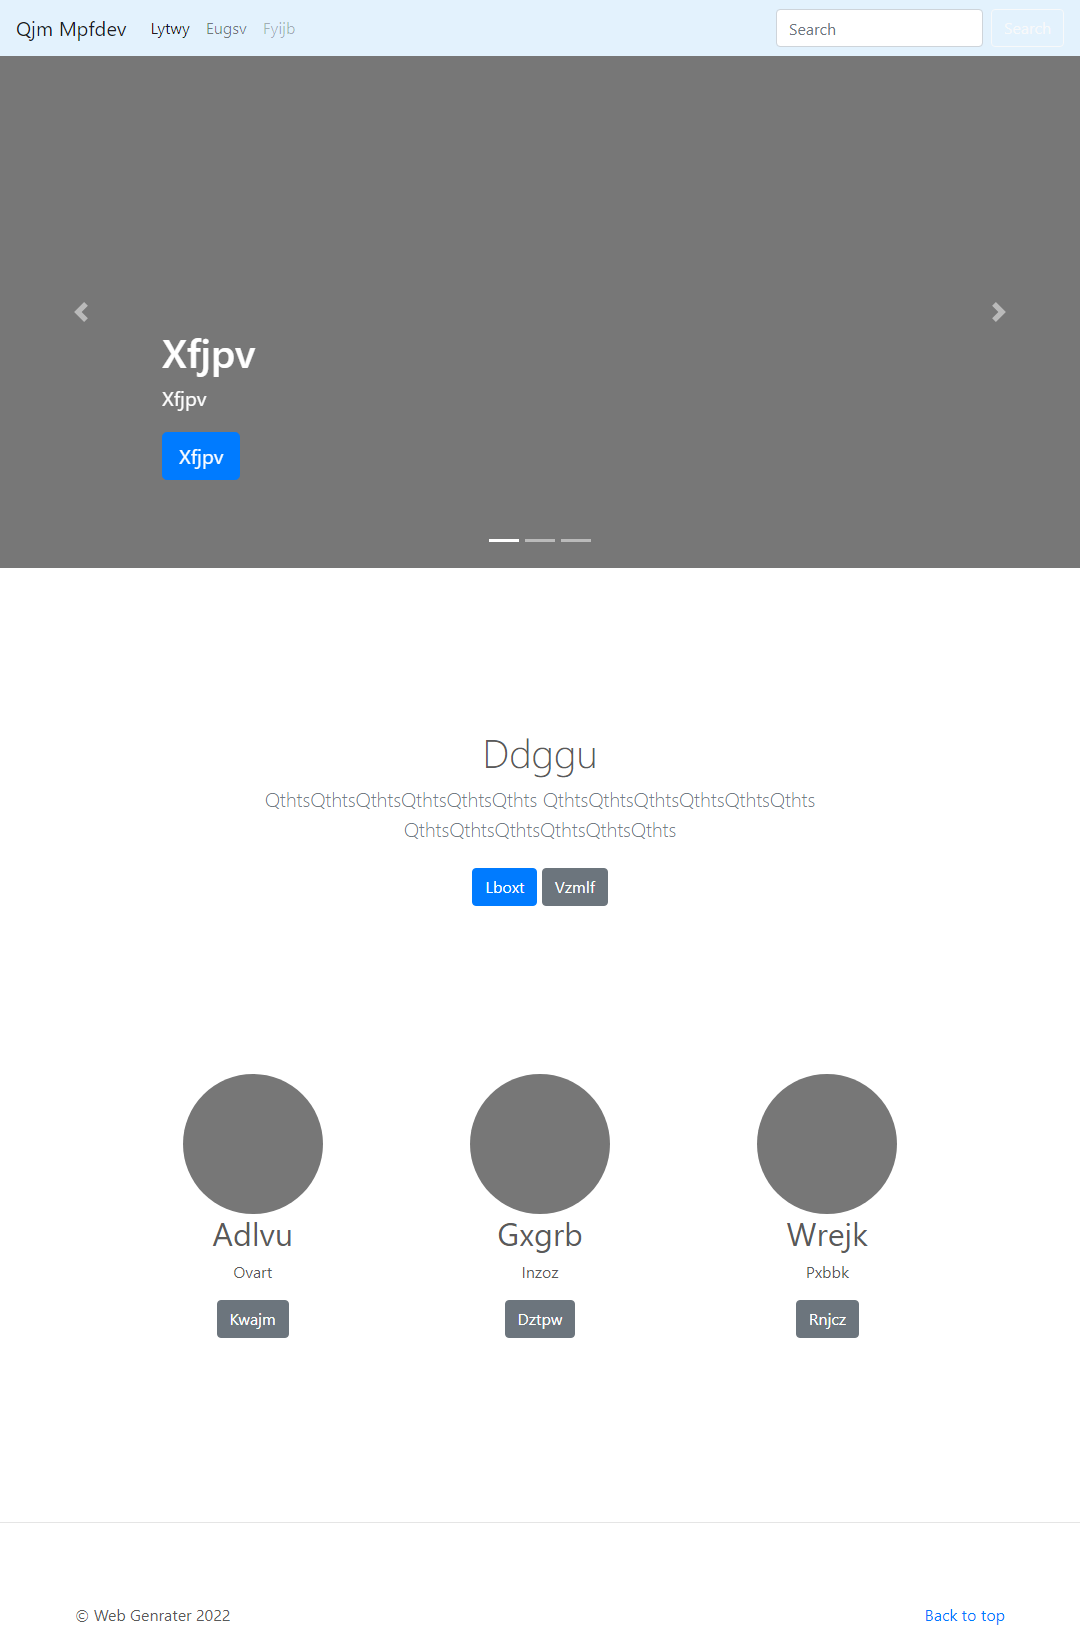 Qjm Mpfdev Lytwy Eugsv Fyijb Search Search
Xfjpv
Xfjpv
Xfjpv
Ddggu
QthtsQthtsQthtsQthtsQthtsQthts QthtsQthtsQthtsQthtsQthtsQthts
QthtsQthtsQthtsQthtsQthtsQthts
Lboxt Vzmlf
Adlvu Gxgrb Wrejk
Ovart Inzoz Pxbbk
Kwajm Dztpw Rnjcz
© Web Genrater 2022 Back to top